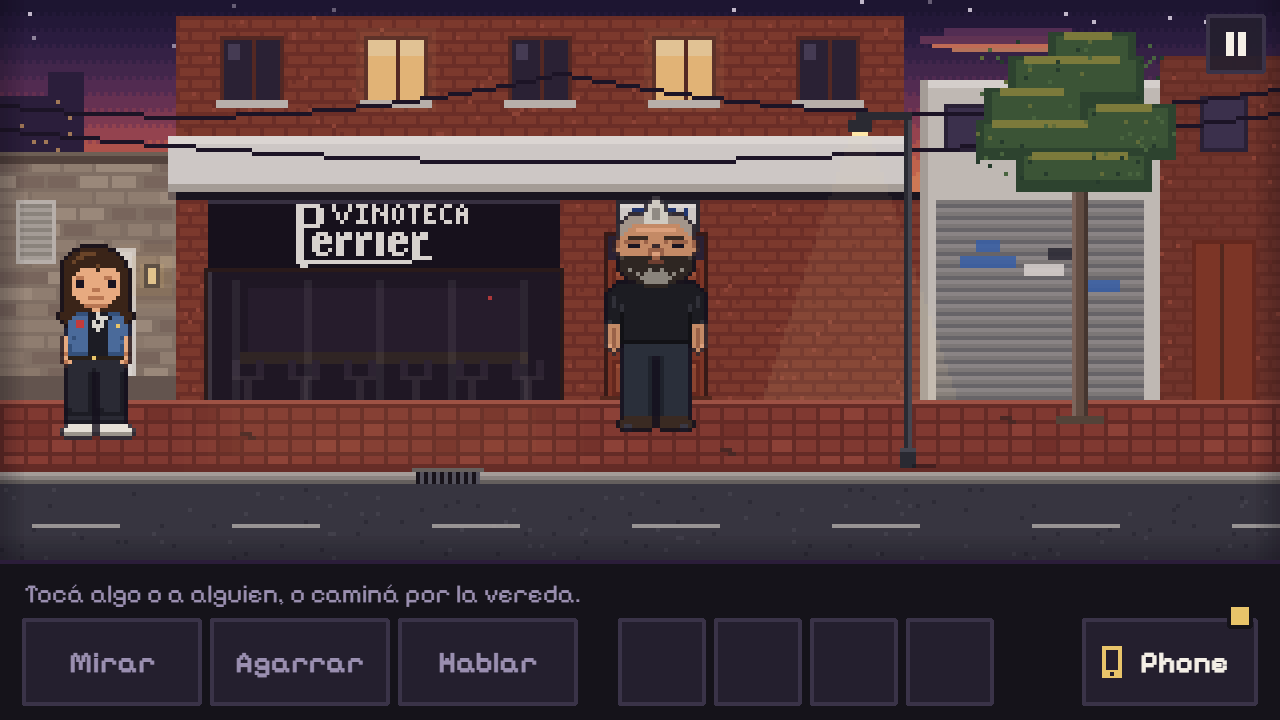 VINOTECA
Perrier
Tocá algo o a alguien, o caminá por la vereda.
Mirar
Agarrar
Hablar
Phone